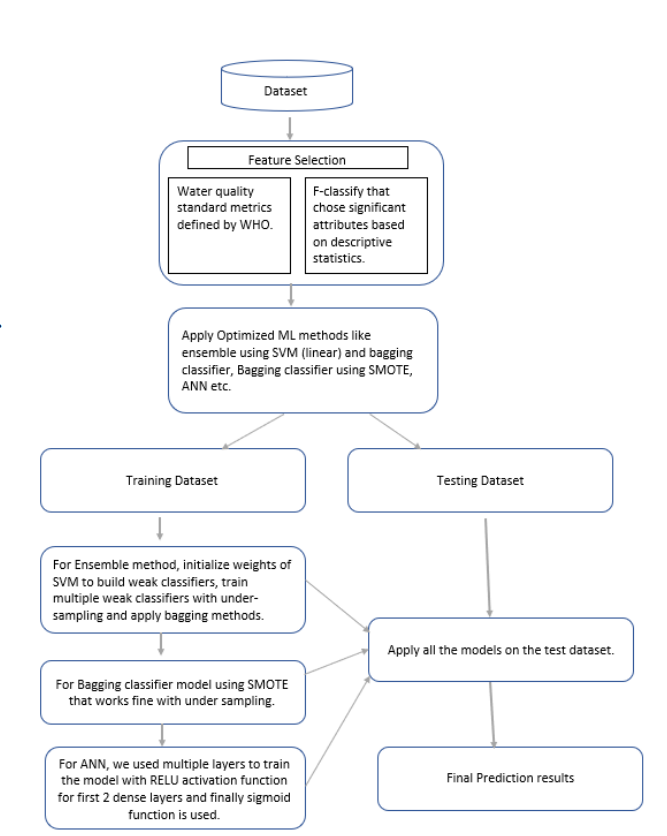 Dataset
Feature Selection
Water quality
standard metrics
defined by WHO.
F-classify that
chose significant
attributes based
on descriptive
statistics.
Apply Optimized ML methods like
ensemble using SVM (linear) and bagging
classifier, Bagging classifier using SMOTE,
ANN etc.
Training Dataset
Testing Dataset
For Ensemble method, initialize weights of
SVM to build weak classifiers, train
multiple weak classifiers with under-
sampling and apply bagging methods.
Apply all the models on the test dataset.
For Bagging classifier model using SMOTE
that works fine with under sampling.
For ANN, we used multiple layers to train
the model with RELU activation function
for first 2 dense layers and finally sigmoid
function is used.
Final Prediction results